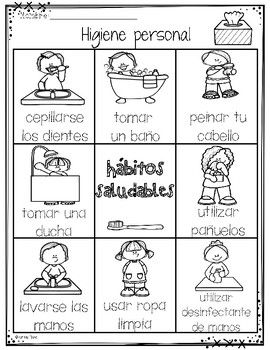 Nombre:
Higiene personal
cepillarse
los dientes
tomar
un baño
peinar tu
cabello
tomar una
ducha
hábitos
saludables
utilizar
pañuelos
lavarse las
manos
usar ropa
limpia
utilizar
desinfectante
de manos